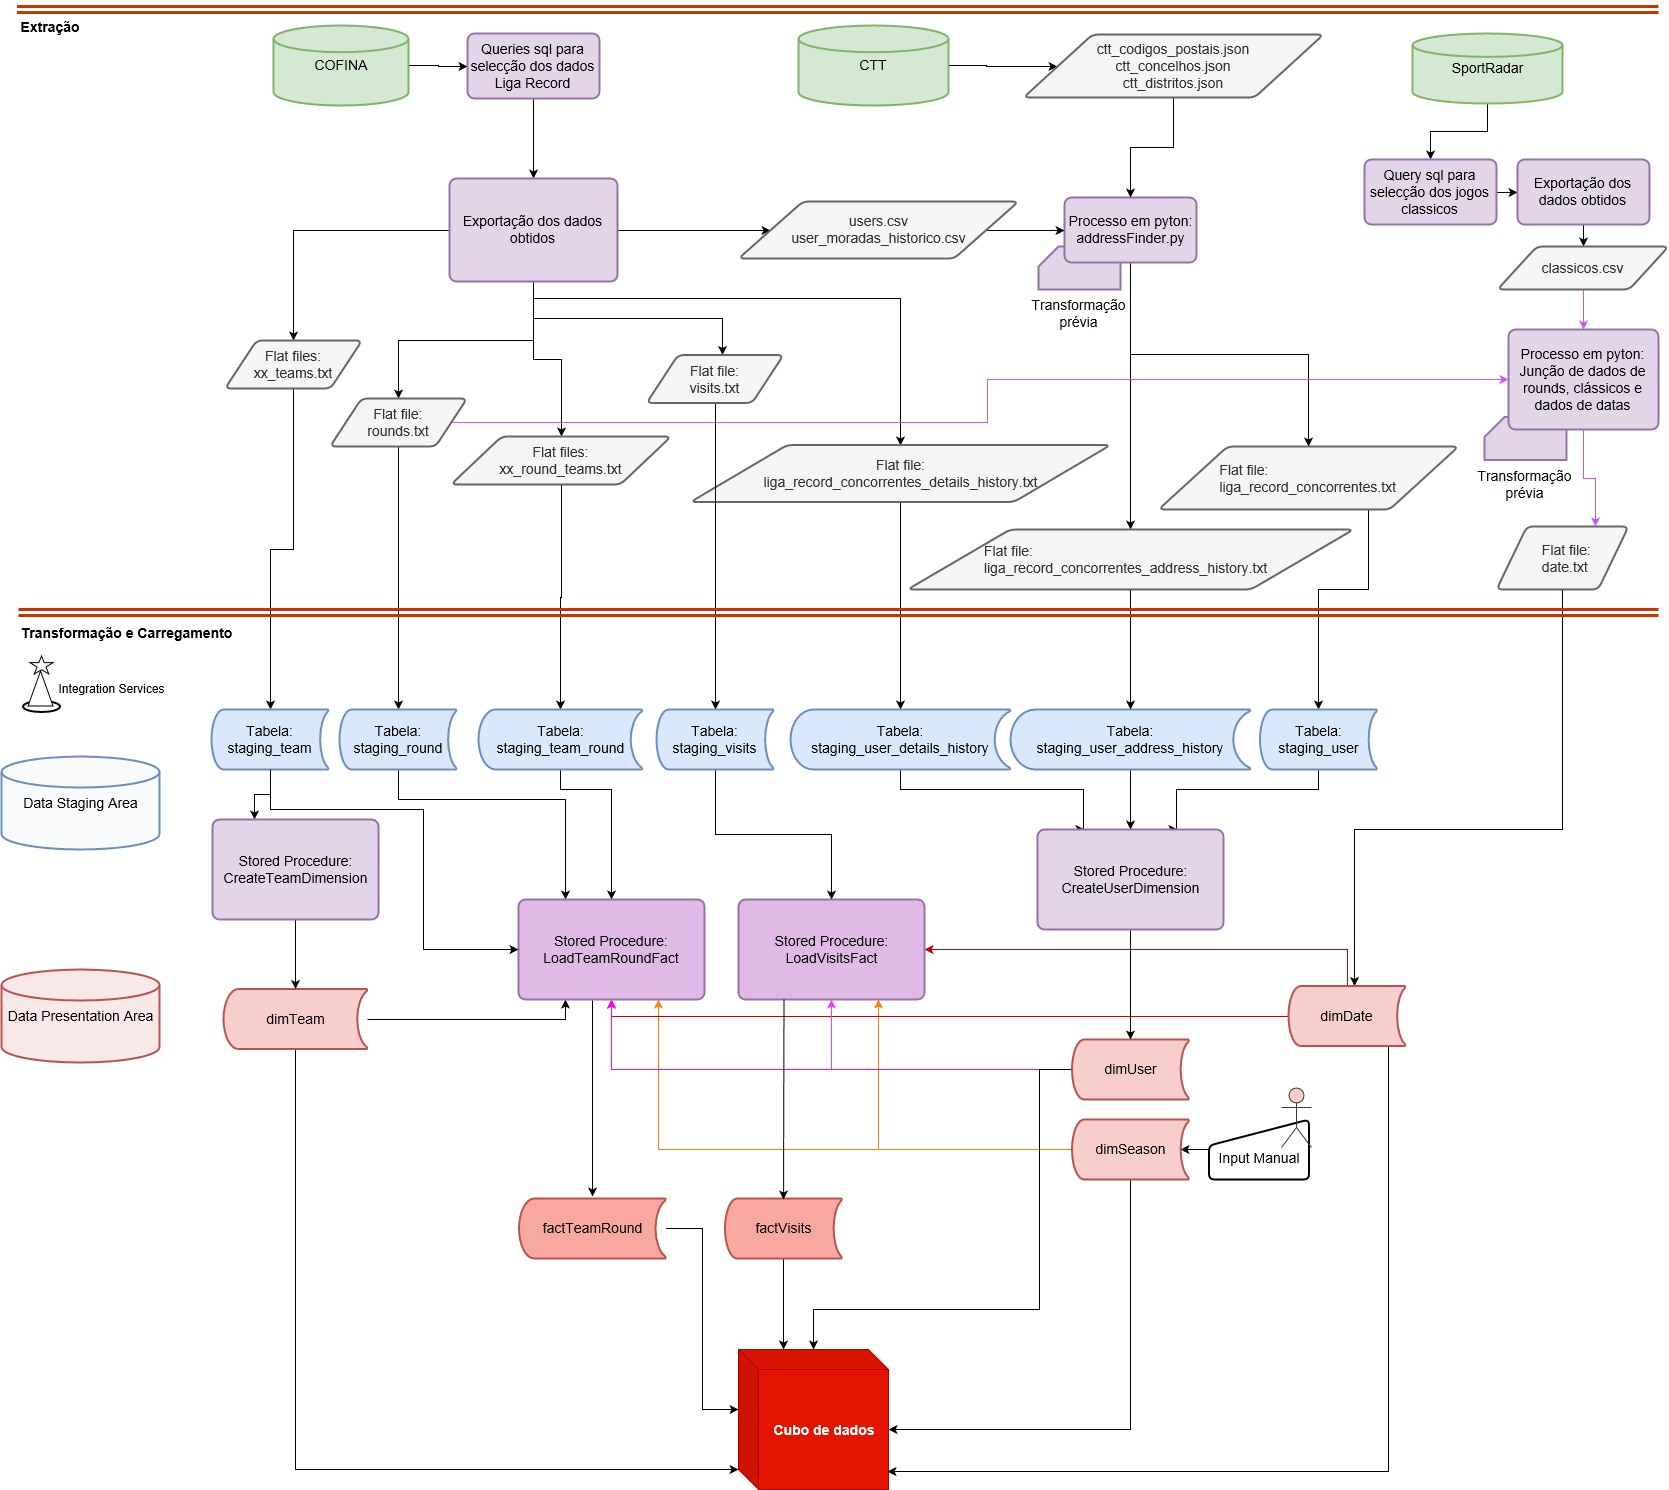 Extração
COFINA
Queries sql para
selecção dos dados
Liga Record
CTT
ctt_codigos_postais.json
ctt_concelhos.json
ctt_distritos.json
SportRadar
Query sql para
selecção dos jogos
classicos
Exportação dos
dados obtidos
Exportação dos dados
obtidos
users.csv
user_moradas_historico.csv
Processo em pyton:
addressFinder.py
Transformação
prévia
classicos.csv
Flat files:
xx_teams.txt
Flat file:
rounds.txt
Flat files:
xx_round_teams.txt
Flat file:
visits.txt
Flat file:
liga_record_concorrentes_details_history.txt
Flat file:
liga_record_concorrentes.txt
Processo em pyton:
Junção de dados de
rounds, clássicos e
dados de datas
Transformação
prévia
Flat file:
liga_record_concorrentes_address_history.txt
Flat file:
date.txt
Transformação e Carregamento
Integration Services
Tabela:
staging_team
Tabela:
staging_round
Tabela:
staging_team_round
Tabela:
staging_visits
Tabela:
staging_user_details_history
Tabela:
staging_user_address_history
Tabela:
staging_user
Data Staging Area
Stored Procedure:
CreateTeamDimension
Stored Procedure:
CreateUserDimension
Stored Procedure:
LoadTeamRoundFact
Stored Procedure:
LoadVisitsFact
Data Presentation Area
dimTeam
dimDate
dimUser
dimSeason
Input Manual
factTeamRound
factVisits
Cubo de dados